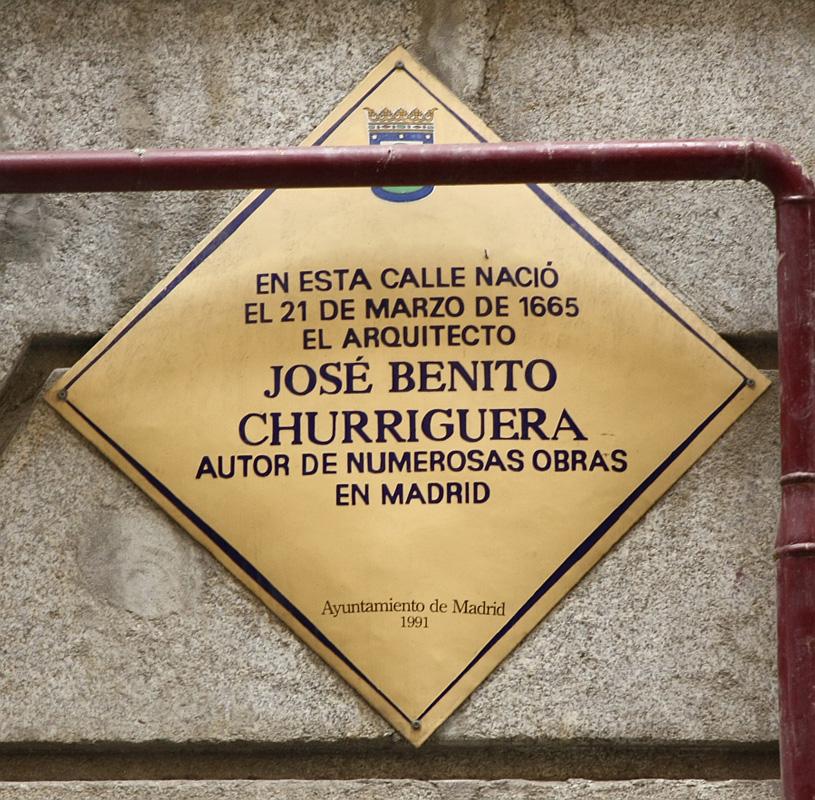 EN ESTA CALLE NACIÓ
EL 21 DE MARZO DE 1665
EL ARQUITECTO
JOSÉ BENITO
CHURRIGUERA
AUTOR DE NUMEROSAS OBRAS
EN MADRID
Ayuntamiento de Madrid
1991